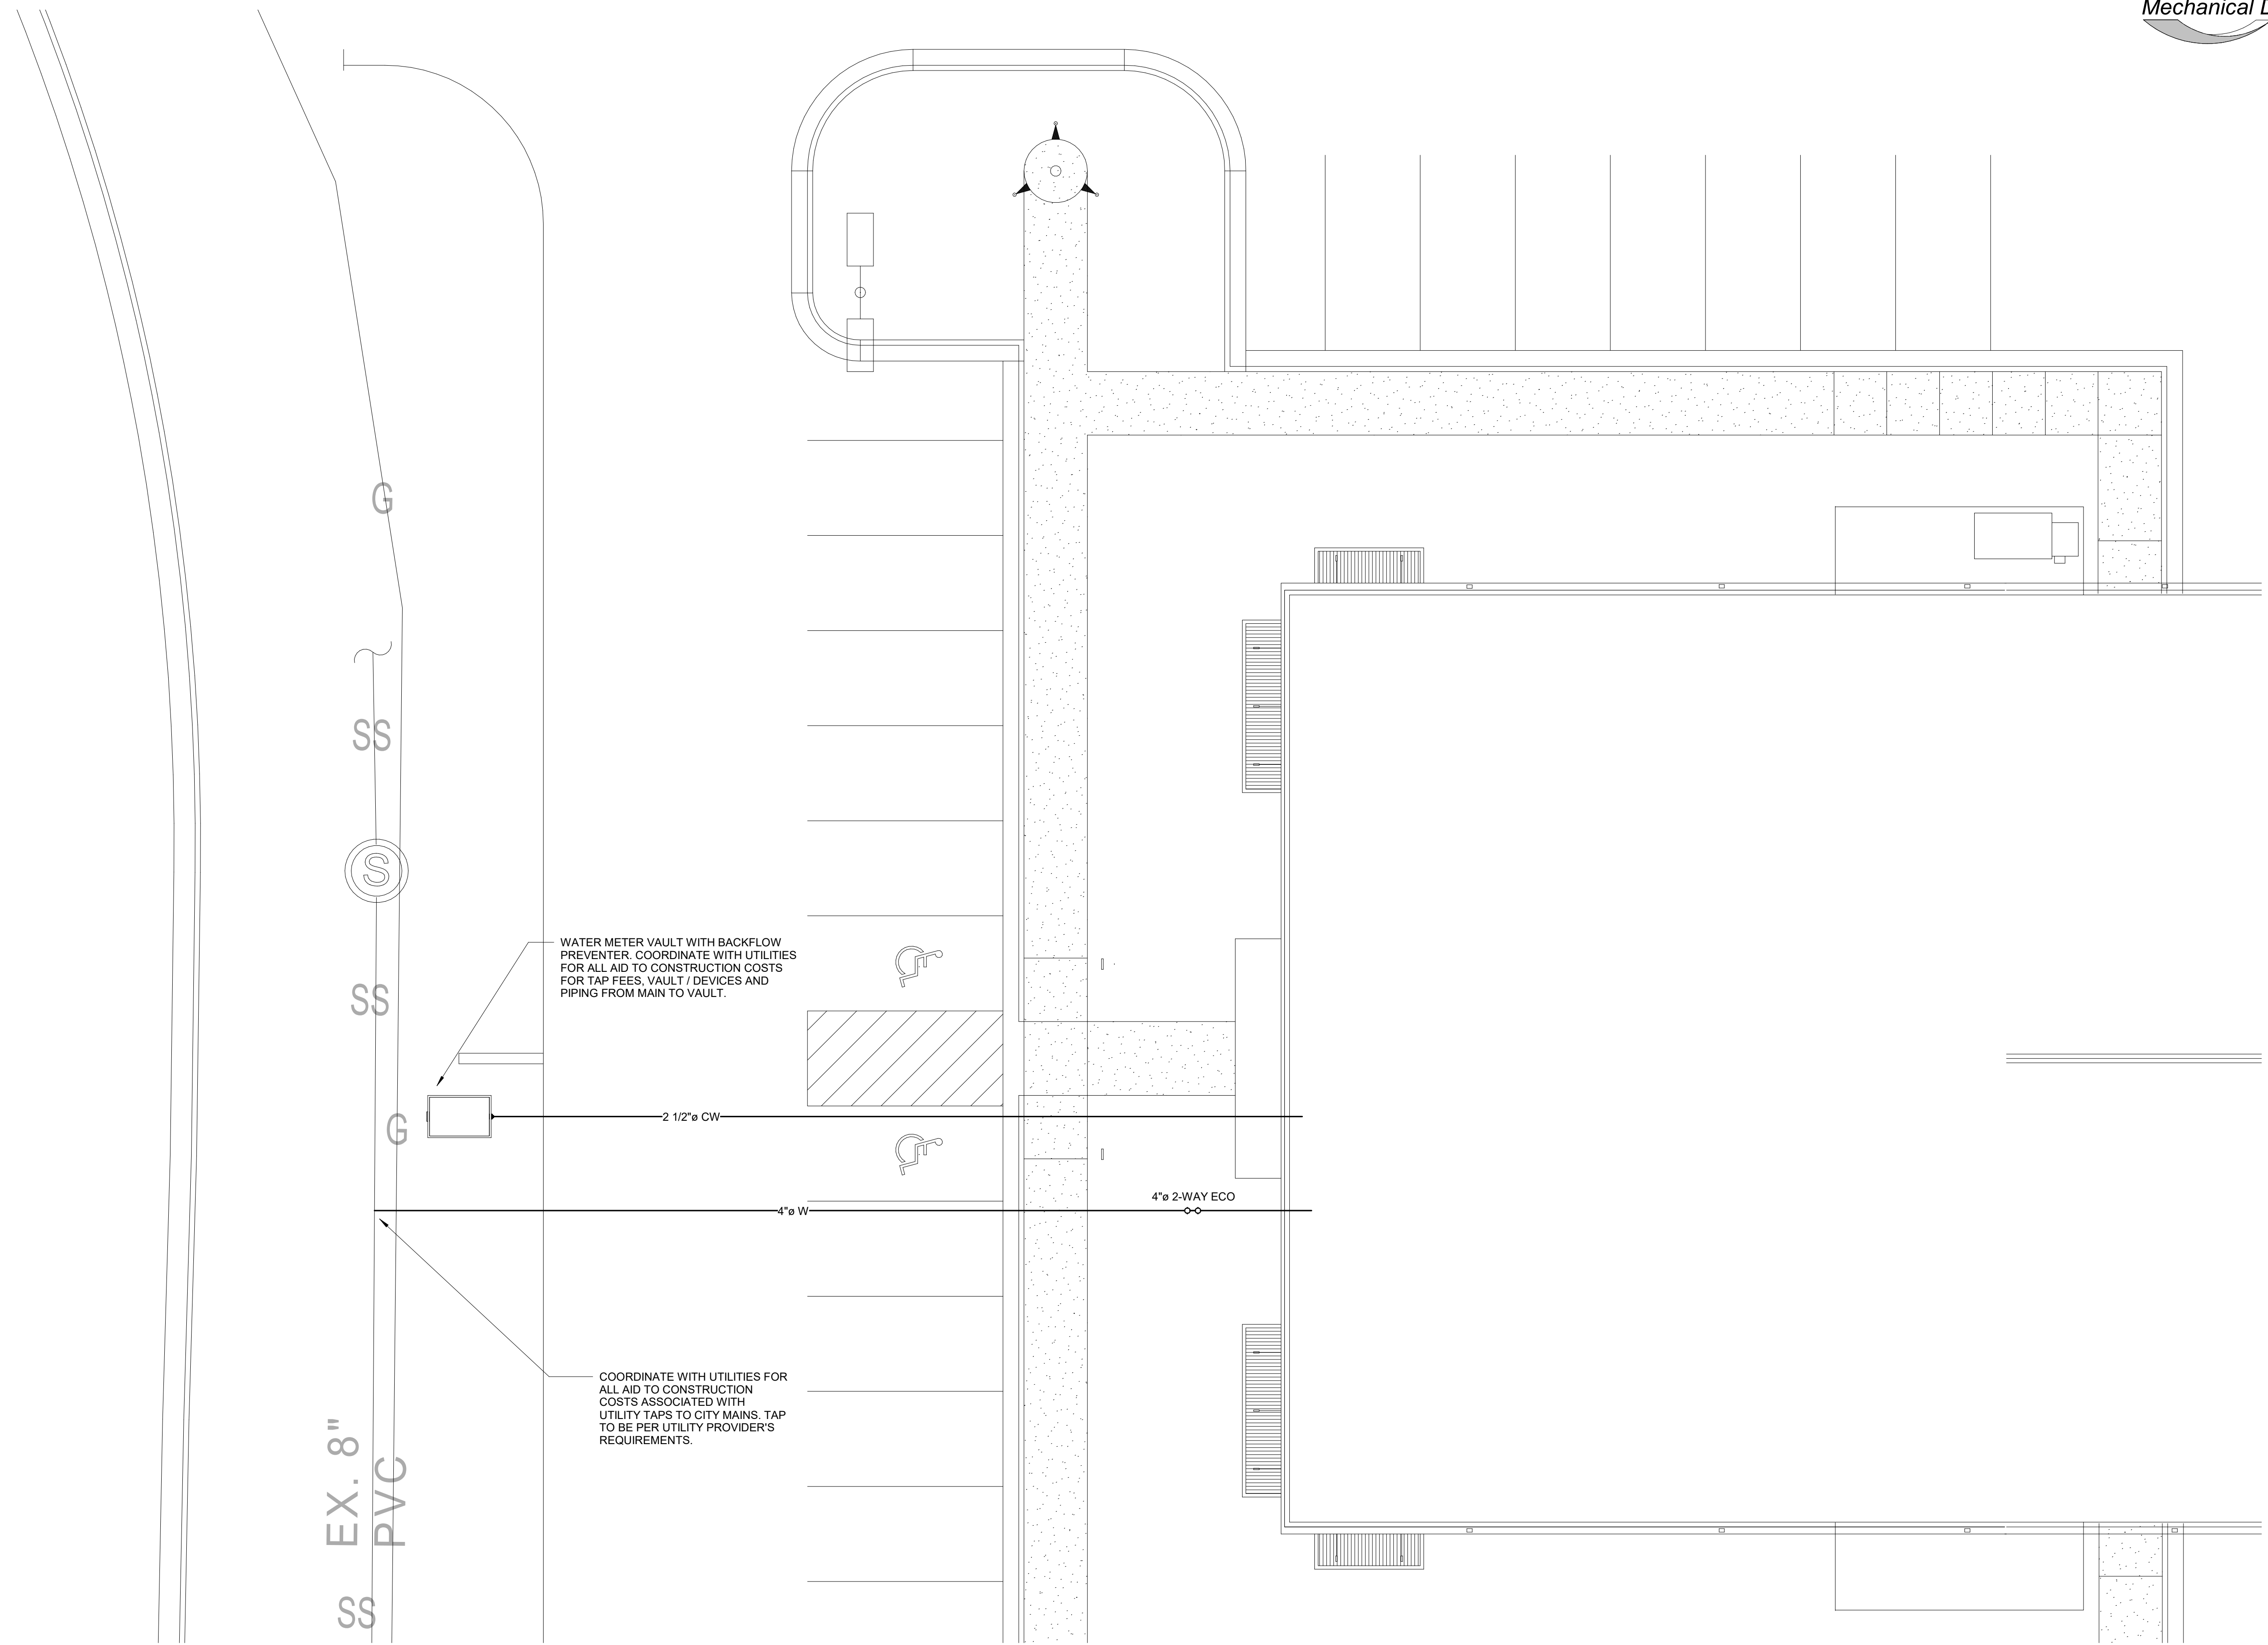 Mechanical
G
SS
S
WATER METER VAULT WITH BACKFLOW
PREVENTER. COORDINATE WITH UTILITIES
FOR ALL AID TO CONSTRUCTION COSTS
FOR TAP FEES, VAULT / DEVICES AND
PIPING FROM MAIN TO VAULT.
SS
G
2 1/2"ø CW
4"ø 2-WAY ECO
4"ø W
COORDINATE WITH UTILITIES FOR
ALL AID TO CONSTRUCTION
COSTS ASSOCIATED WITH
UTILITY TAPS TO CITY MAINS. TAP
TO BE PER UTILITY PROVIDER'S
REQUIREMENTS.
EX. 8"
PVC
SS